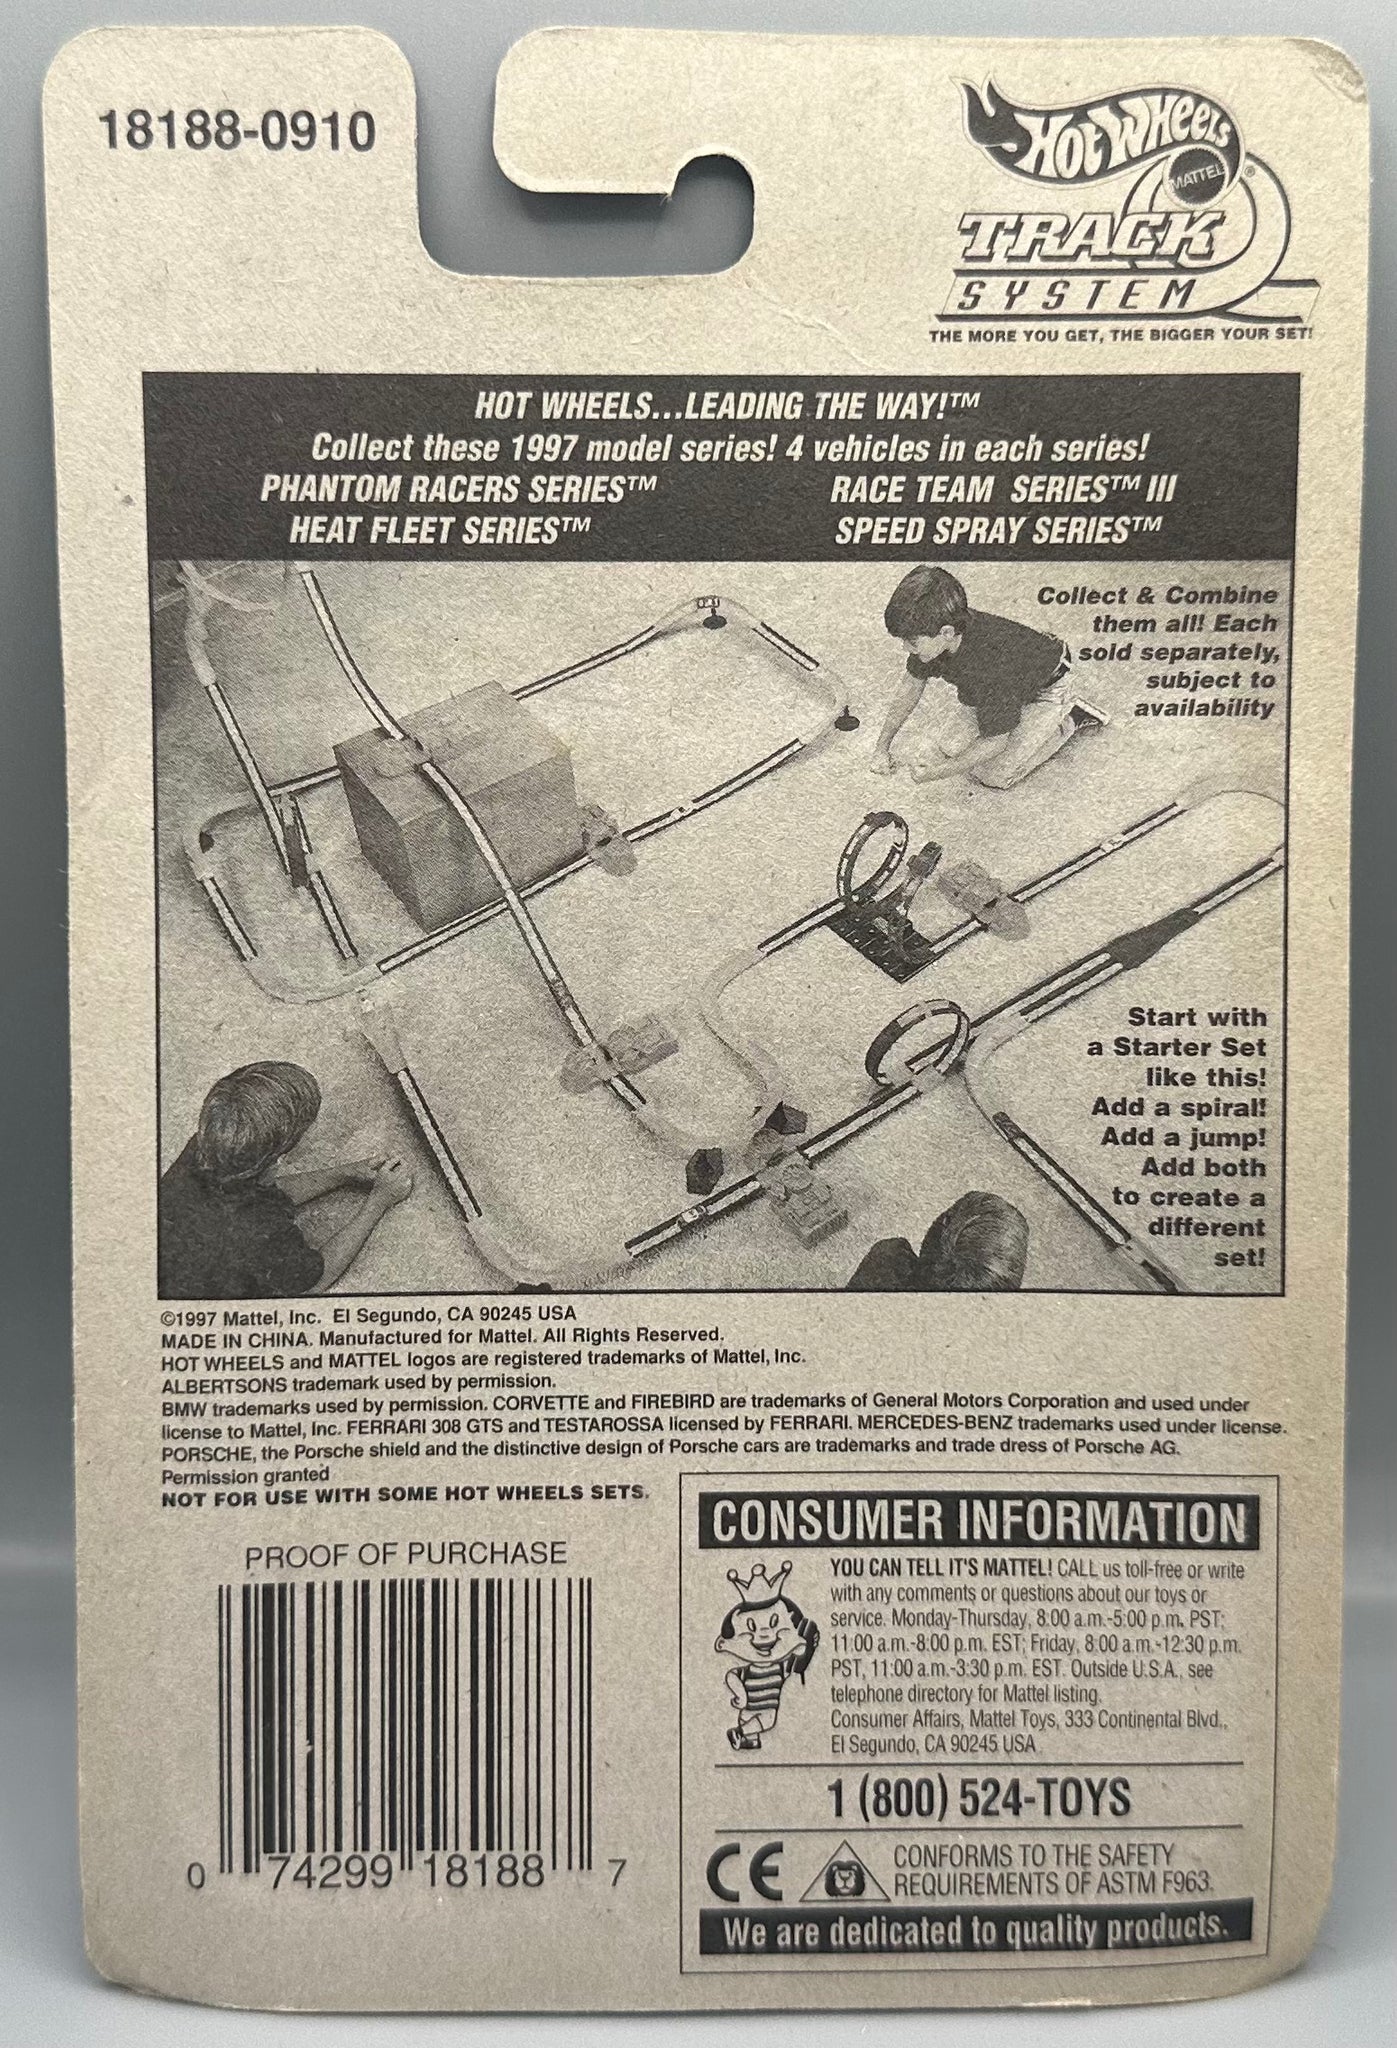 18188-0910
HOT WHEELS
MATTEL
®
TRACK
SYSTEM
THE MORE YOU GET, THE BIGGER YOUR SET!
HOT WHEELS...LEADING THE WAY!™
Collect these 1997 model series! 4 vehicles in each series!
PHANTOM RACERS SERIES™ RACE TEAM SERIES™ III
HEAT FLEET SERIES™ SPEED SPRAY SERIES™
Collect & Combine
them all! Each
sold separately,
subject to
availability
Start with
a Starter Set
like this!
Add a spiral!
Add a jump!
Add both
to create a
different
set!
©1997 Mattel, Inc. El Segundo, CA 90245 USA
MADE IN CHINA. Manufactured for Mattel. All Rights Reserved.
HOT WHEELS and MATTEL logos are registered trademarks of Mattel, Inc.
ALBERTSONS trademark used by permission.
BMW trademarks used by permission. CORVETTE and FIREBIRD are trademarks of General Motors Corporation and used under
license to Mattel, Inc. FERRARI 308 GTS and TESTAROSSA licensed by FERRARI. MERCEDES-BENZ trademarks used under license.
PORSCHE, the Porsche shield and the distinctive design of Porsche cars are trademarks and trade dress of Porsche AG.
Permission granted
NOT FOR USE WITH SOME HOT WHEELS SETS.
PROOF OF PURCHASE
0 74299 18188 7
CONSUMER INFORMATION
YOU CAN TELL IT'S MATTEL! CALL us toll-free or write
with any comments or questions about our toys or
service. Monday-Thursday, 8:00 a.m.-5:00 p.m. PST;
11:00 a.m.-8:00 p.m. EST; Friday, 8:00 a.m.-12:30 p.m.
PST, 11:00 a.m.-3:30 p.m. EST. Outside U.S.A., see
telephone directory for Mattel listing.
Consumer Affairs, Mattel Toys, 333 Continental Blvd.,
El Segundo, CA 90245 USA.
1 (800) 524-TOYS
CE
CONFORMS TO THE SAFETY
REQUIREMENTS OF ASTM F963.
We are dedicated to quality products.